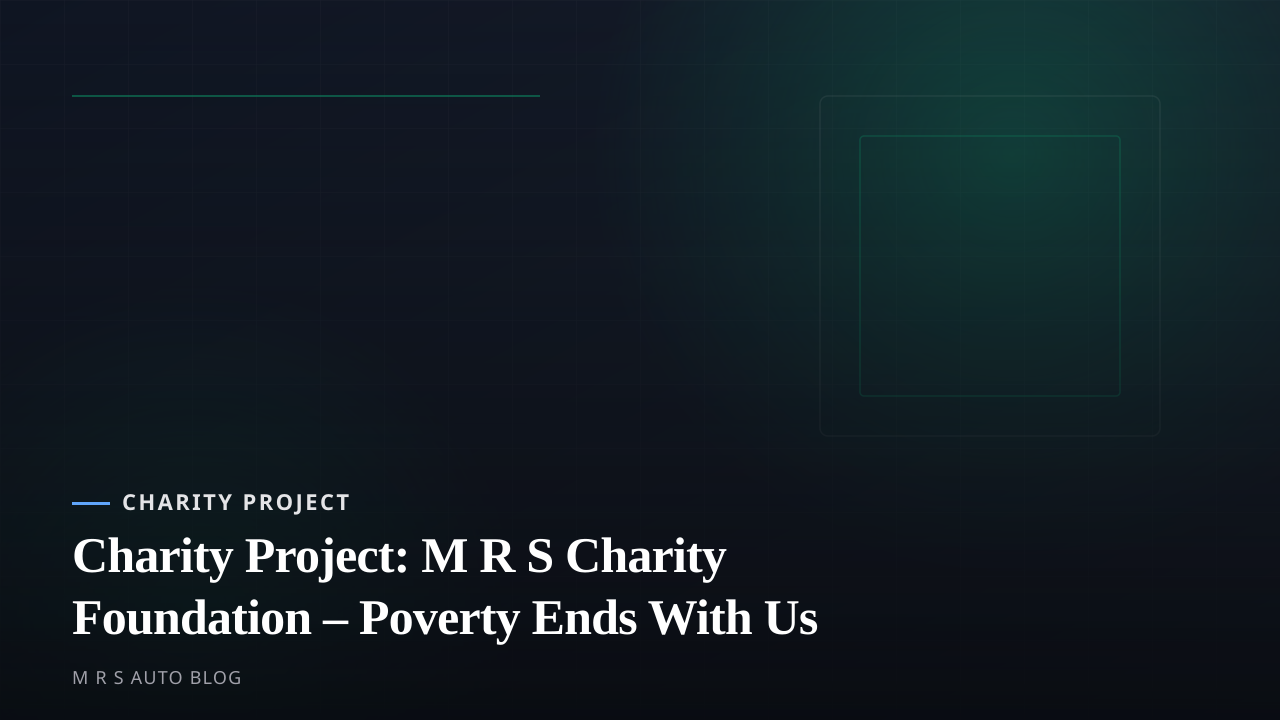 CHARITY PROJECT
Charity Project: M R S Charity
Foundation – Poverty Ends With Us
M R S AUTO BLOG